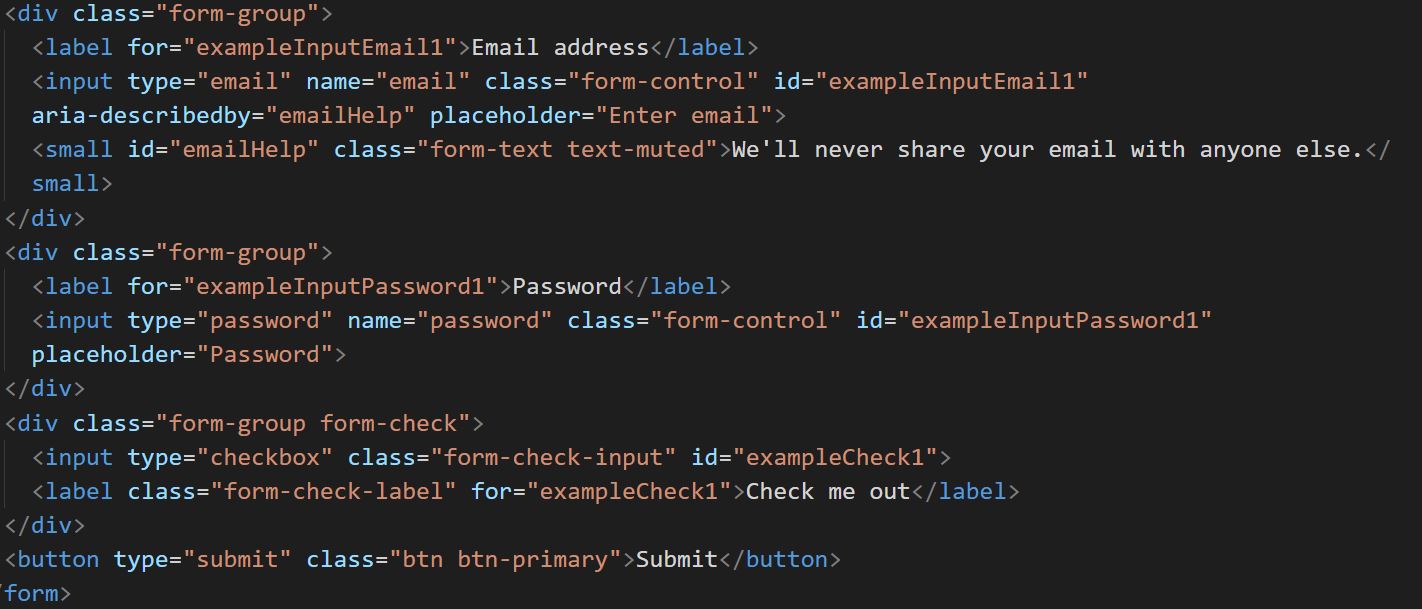 <div class="form-group">
<label for="exampleInputEmail1">Email address</label>
<input type="email" name="email" class="form-control" id="exampleInputEmail1"
aria-describedby="emailHelp" placeholder="Enter email">
<small id="emailHelp" class="form-text text-muted">We'll never share your email with anyone else.</
small>
</div>
<div class="form-group">
<label for="exampleInputPassword1">Password</label>
<input type="password" name="password" class="form-control" id="exampleInputPassword1"
placeholder="Password">
</div>
<div class="form-group form-check">
<input type="checkbox" class="form-check-input" id="exampleCheck1">
<label class="form-check-label" for="exampleCheck1">Check me out</label>
</div>
<button type="submit" class="btn btn-primary">Submit</button>
/form>